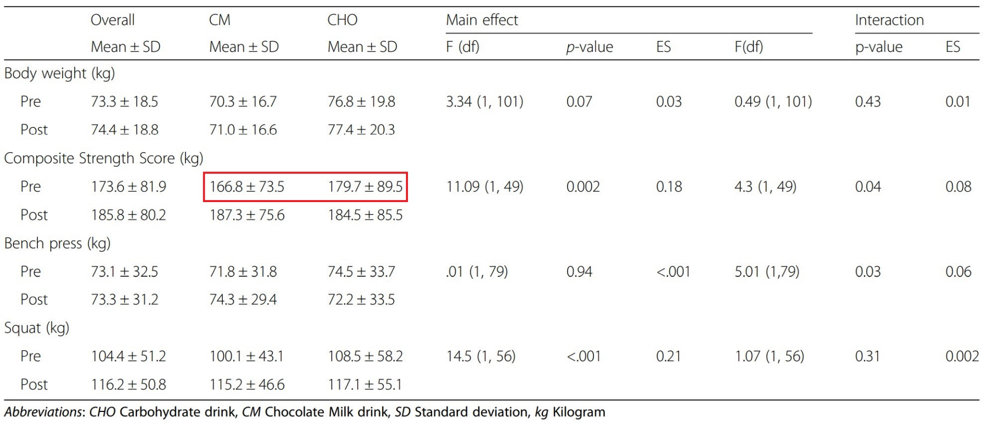 Overall CM CHO Main effect Interaction
Mean ± SD Mean ± SD Mean ± SD F (df) p-value ES F(df) p-value ES
Body weight (kg)
Pre 73.3 ± 18.5 70.3 ± 16.7 76.8 ± 19.8 3.34 (1, 101) 0.07 0.03 0.49 (1, 101) 0.43 0.01
Post 74.4 ± 18.8 71.0 ± 16.6 77.4 ± 20.3
Composite Strength Score (kg)
Pre 173.6 ± 81.9 166.8 ± 73.5 179.7 ± 89.5 11.09 (1, 49) 0.002 0.18 4.3 (1, 49) 0.04 0.08
Post 185.8 ± 80.2 187.3 ± 75.6 184.5 ± 85.5
Bench press (kg)
Pre 73.1 ± 32.5 71.8 ± 31.8 74.5 ± 33.7 .01 (1, 79) 0.94 <.001 5.01 (1,79) 0.03 0.06
Post 73.3 ± 31.2 74.3 ± 29.4 72.2 ± 33.5
Squat (kg)
Pre 104.4 ± 51.2 100.1 ± 43.1 108.5 ± 58.2 14.5 (1, 56) <.001 0.21 1.07 (1, 56) 0.31 0.002
Post 116.2 ± 50.8 115.2 ± 46.6 117.1 ± 55.1
Abbreviations: CHO Carbohydrate drink, CM Chocolate Milk drink, SD Standard deviation, kg Kilogram